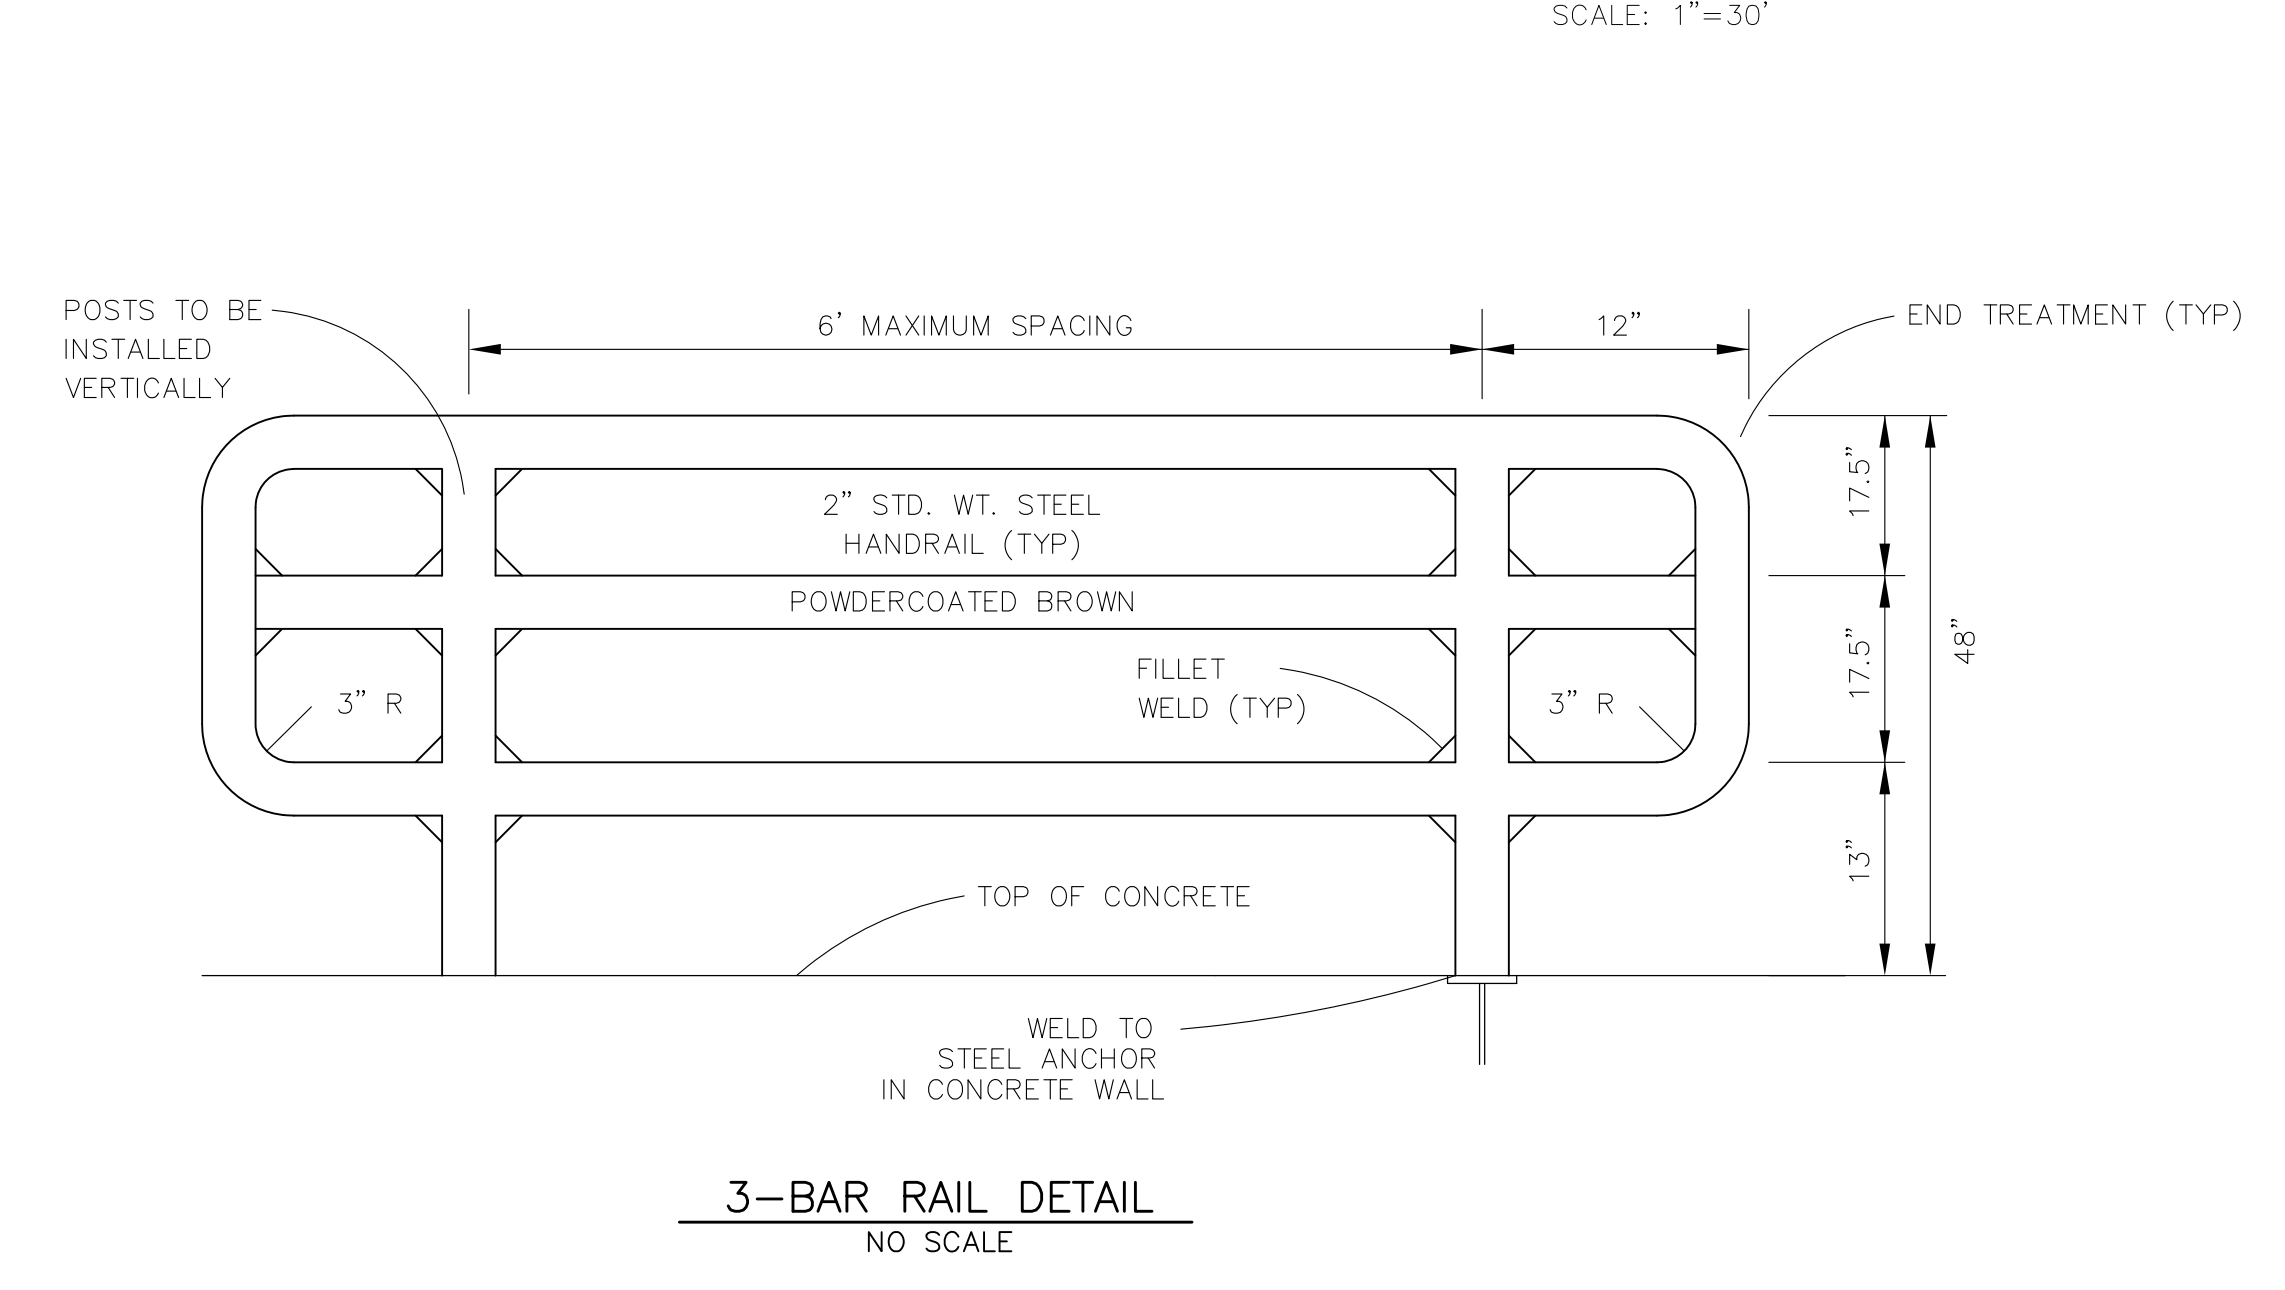 SCALE: 1"=30'
POSTS TO BE
INSTALLED
VERTICALLY
6' MAXIMUM SPACING
12"
END TREATMENT (TYP)
17.5"
2" STD. WT. STEEL
HANDRAIL (TYP)
POWDERCOATED BROWN
17.5"
48"
FILLET
WELD (TYP)
3" R
3" R
13"
TOP OF CONCRETE
WELD TO
STEEL ANCHOR
IN CONCRETE WALL
3-BAR RAIL DETAIL
NO SCALE